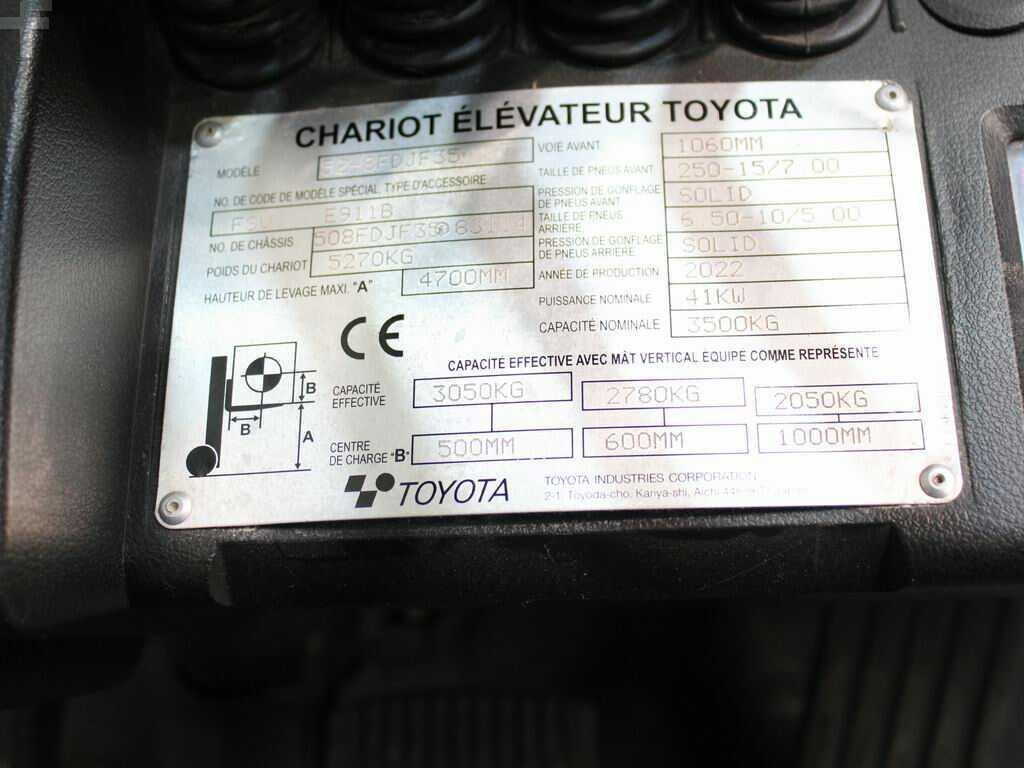 CHARIOT ÉLÉVATEUR TOYOTA
MODÈLE 52-8FDJF35
NO. DE CODE DE MODÈLE SPÉCIAL TYPE D'ACCESSOIRE
E911B
NO. DE CHÂSSIS
POIDS DU CHARIOT 5270KG
HAUTEUR DE LEVAGE MAXI. "A" 4700MM
VOIE AVANT 1060MM
TAILLE DE PNEUS AVANT 250-15/7.00
PRESSION DE GONFLAGE DE PNEUS AVANT SOLID
TAILLE DE PNEUS ARRIÈRE 6.50-10/5.00
PRESSION DE GONFLAGE DE PNEUS ARRIÈRE SOLID
ANNÉE DE PRODUCTION 2022
PUISSANCE NOMINALE 41KW
CAPACITÉ NOMINALE 3500KG
CE
CAPACITÉ EFFECTIVE AVEC MÂT VERTICAL EQUIPE COMME REPRÉSENTE
CAPACITÉ EFFECTIVE 3050KG 2780KG 2050KG
CENTRE DE CHARGE "B" 500MM 600MM 1000MM
B
B
A
TOYOTA
TOYOTA INDUSTRIES CORPORATION
2-1, Toyoda-cho, Kariya-shi, Aichi